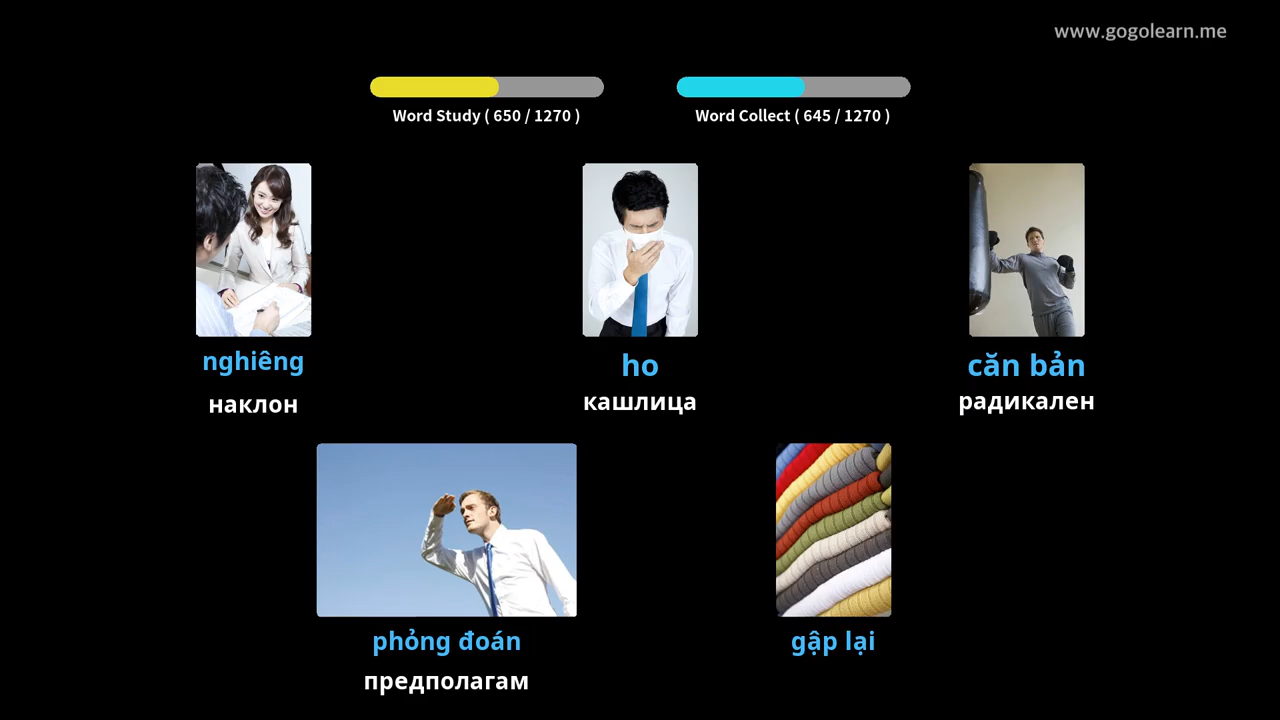 www.gogolearn.me
Word Study ( 650 / 1270 )
Word Collect ( 645 / 1270 )
nghiêng
наклон
ho
кашлица
căn bản
радикален
phỏng đoán
предполагам
gập lại